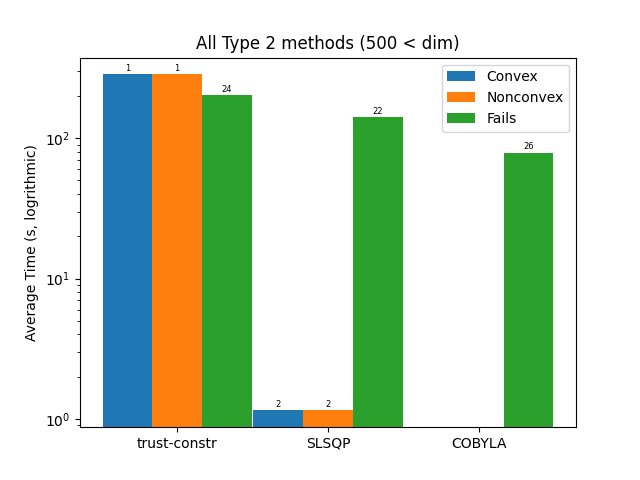 All Type 2 methods (500 < dim)
Average Time (s, logrithmic)
10²
10¹
10⁰
1
1
24
2
2
22
26
Convex
Nonconvex
Fails
trust-constr
SLSQP
COBYLA